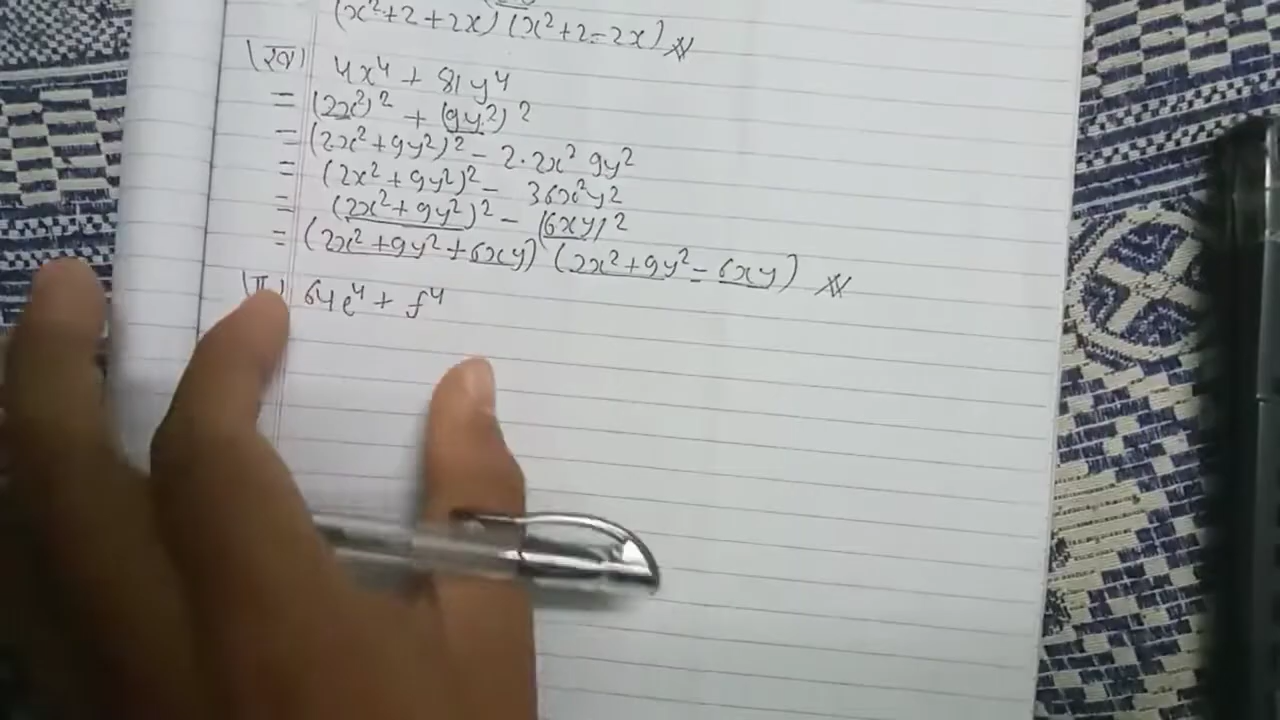 (x²+2+2x) (x²+2-2x)
(ख) 4x⁴ + 81y⁴
= (2x²)² + (9y²)²
= (2x²+9y²)² - 2·2x² 9y²
= (2x²+9y²)² - 36x²y²
= (2x²+9y²)² - (6xy)²
= (2x²+9y²+6xy) (2x²+9y²-6xy)
(ग) 64e⁴ + f⁴